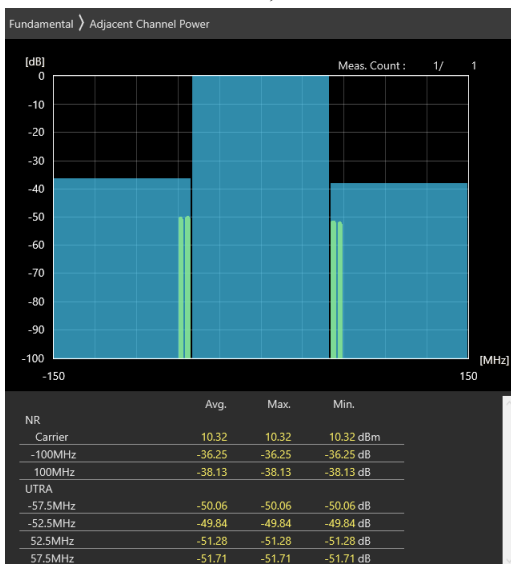 Fundamental 〉 Adjacent Channel Power
[dB]
Meas. Count : 1/ 1
0
-10
-20
-30
-40
-50
-60
-70
-80
-90
-100
[MHz]
-150 150
Avg. Max. Min.
NR
Carrier 10.32 10.32 10.32 dBm
-100MHz -36.25 -36.25 -36.25 dB
100MHz -38.13 -38.13 -38.13 dB
UTRA
-57.5MHz -50.06 -50.06 -50.06 dB
-52.5MHz -49.84 -49.84 -49.84 dB
52.5MHz -51.28 -51.28 -51.28 dB
57.5MHz -51.71 -51.71 -51.71 dB